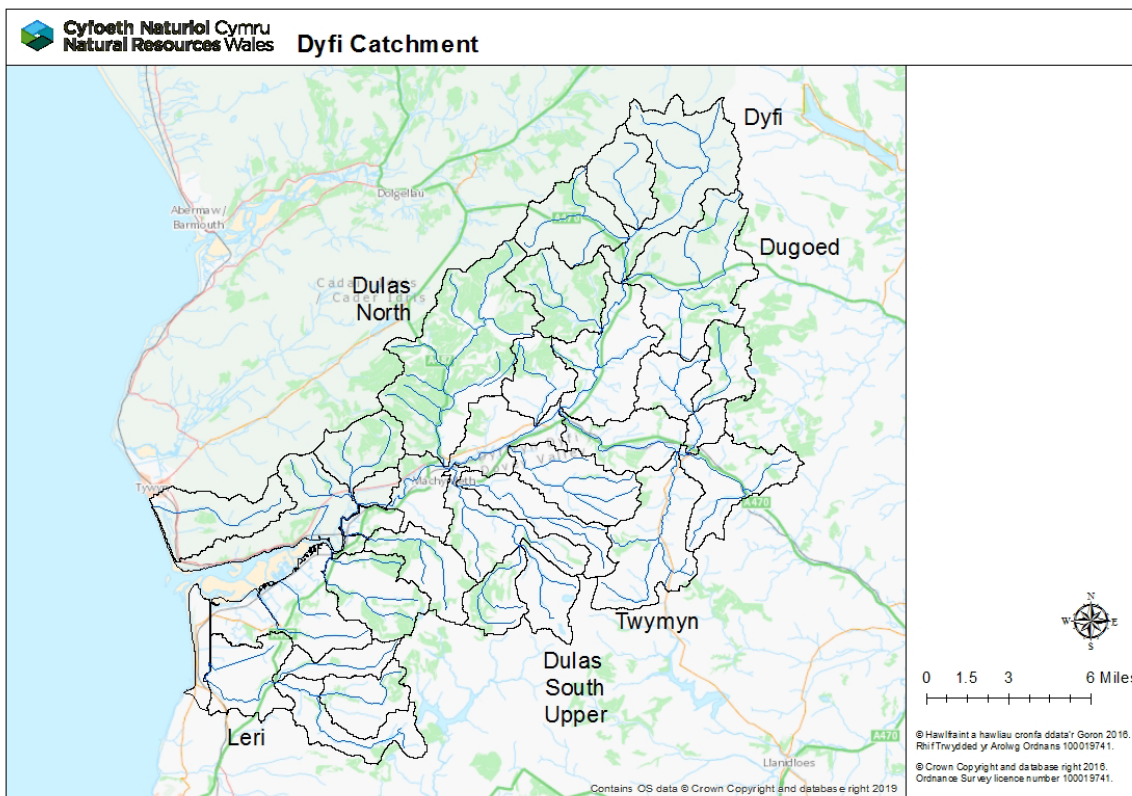 Cyfoeth Naturiol Cymru
Natural Resources Wales
Dyfi Catchment
Dyfi
Dolgellau
Abermaw /
Barmouth
A470
Dugoed
Dulas
North
A470
Tywyn
Machynlleth
A470
Twymyn
Dulas
South
Upper
Leri
Llanidloes
A470
N
W E
S
0 1.5 3 6 Miles
© Hawlfraint a hawliau cronfa ddata'r Goron 2016.
Rhif Trwydded yr Arolwg Ordnans 100019741.
© Crown Copyright and database right 2016.
Ordnance Survey licence number 100019741.
Contains OS data © Crown Copyright and database right 2019